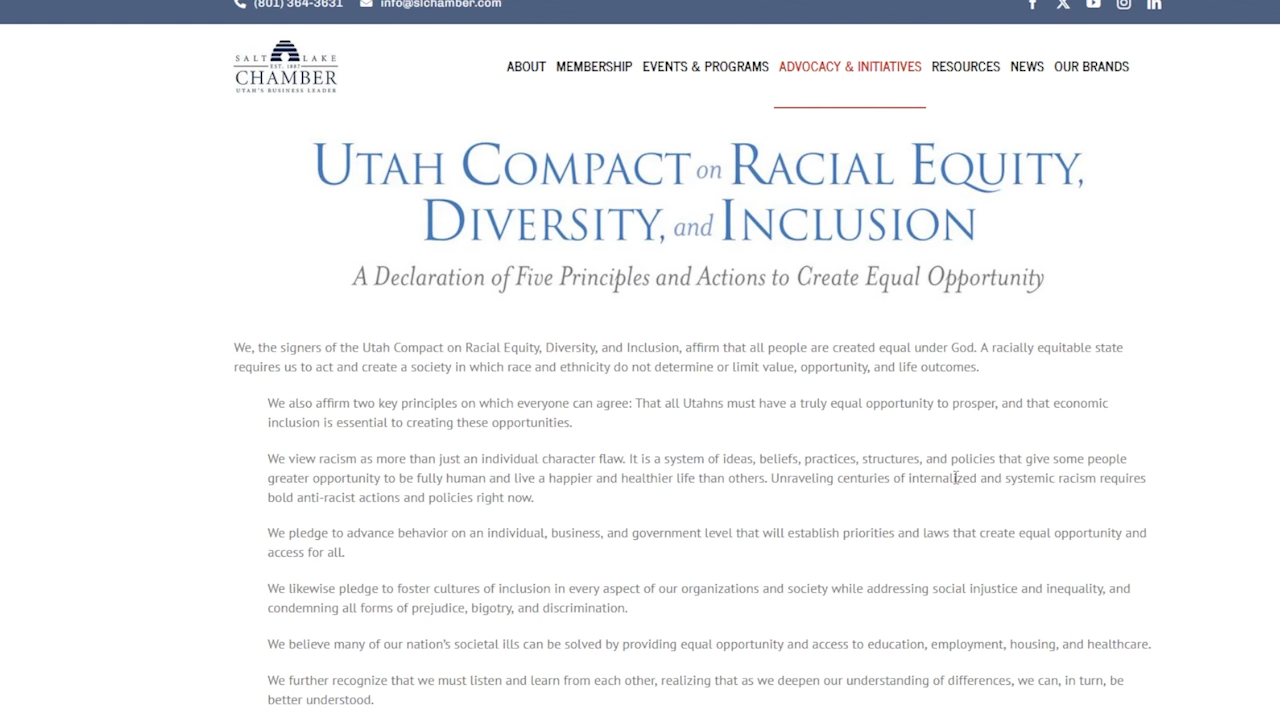 (801) 364-3631 info@slchamber.com
SALT LAKE
EST. 1887
CHAMBER
UTAH'S BUSINESS LEADER
ABOUT MEMBERSHIP EVENTS & PROGRAMS ADVOCACY & INITIATIVES RESOURCES NEWS OUR BRANDS
UTAH COMPACT on RACIAL EQUITY,
DIVERSITY, and INCLUSION
A Declaration of Five Principles and Actions to Create Equal Opportunity
We, the signers of the Utah Compact on Racial Equity, Diversity, and Inclusion, affirm that all people are created equal under God. A racially equitable state
requires us to act and create a society in which race and ethnicity do not determine or limit value, opportunity, and life outcomes.
We also affirm two key principles on which everyone can agree: That all Utahns must have a truly equal opportunity to prosper, and that economic
inclusion is essential to creating these opportunities.
We view racism as more than just an individual character flaw. It is a system of ideas, beliefs, practices, structures, and policies that give some people
greater opportunity to be fully human and live a happier and healthier life than others. Unraveling centuries of internalized and systemic racism requires
bold anti-racist actions and policies right now.
We pledge to advance behavior on an individual, business, and government level that will establish priorities and laws that create equal opportunity and
access for all.
We likewise pledge to foster cultures of inclusion in every aspect of our organizations and society while addressing social injustice and inequality, and
condemning all forms of prejudice, bigotry, and discrimination.
We believe many of our nation's societal ills can be solved by providing equal opportunity and access to education, employment, housing, and healthcare.
We further recognize that we must listen and learn from each other, realizing that as we deepen our understanding of differences, we can, in turn, be
better understood.